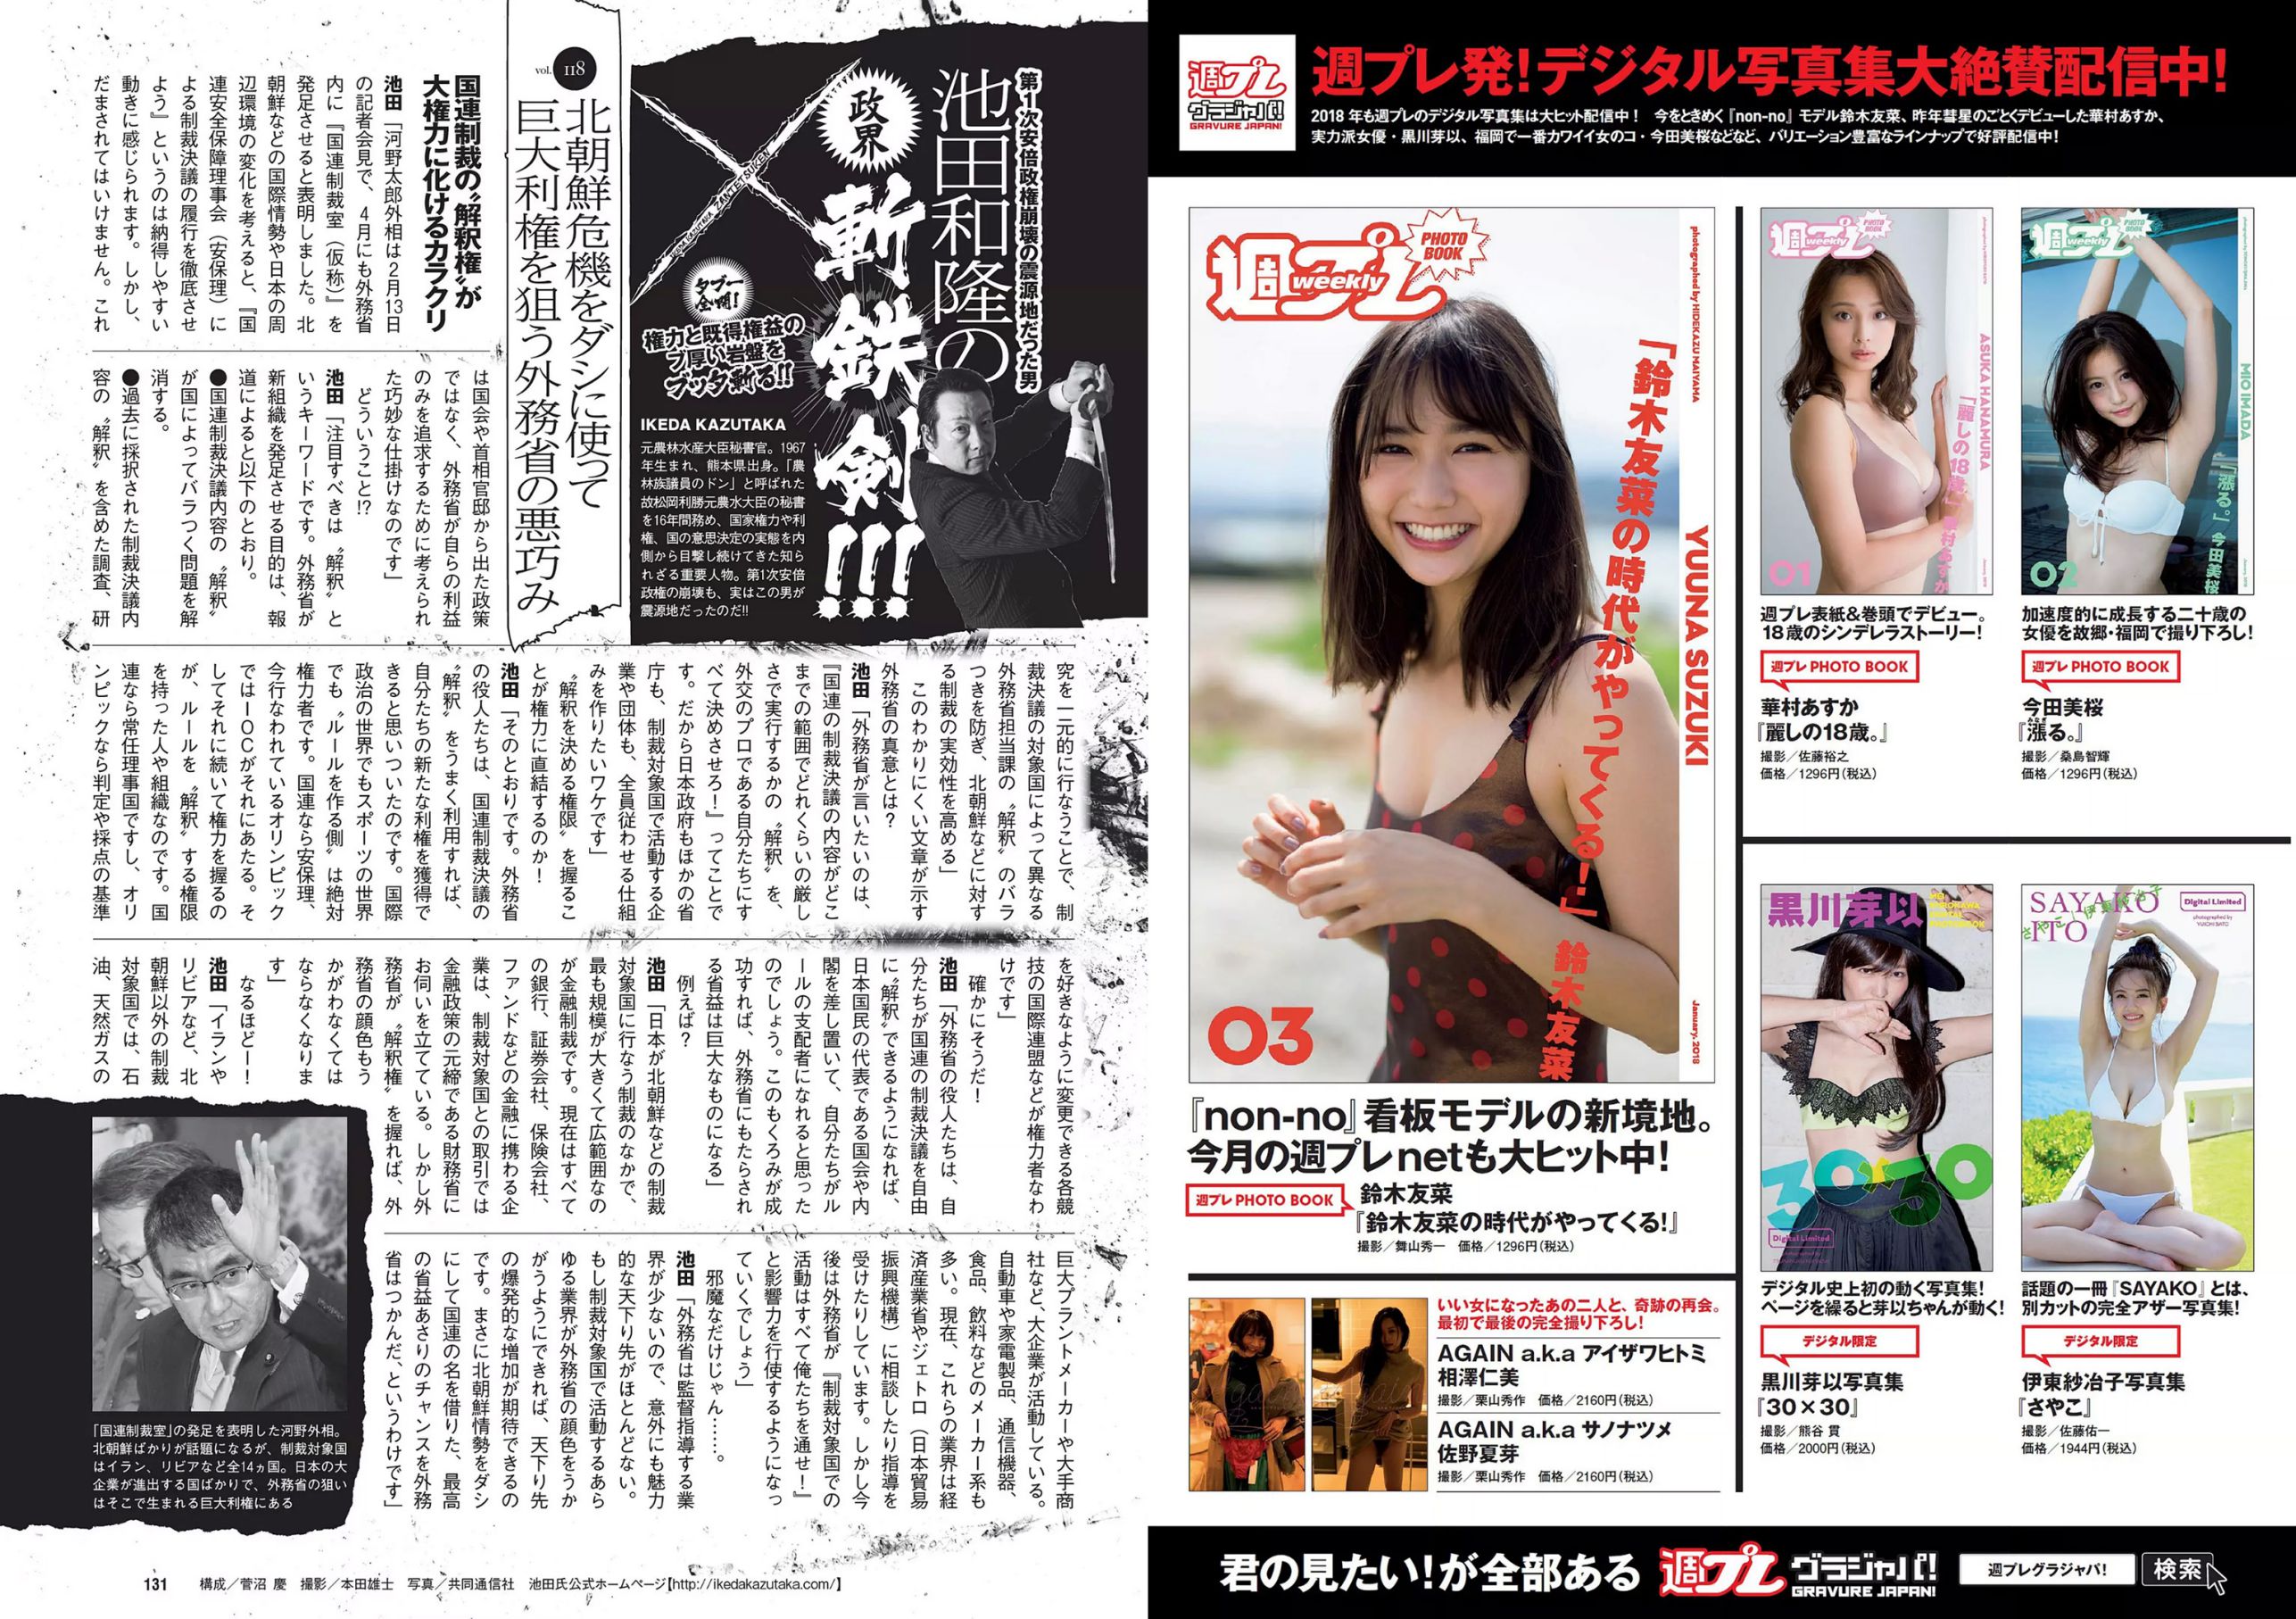 週プレ
グラジャパ!
GRAVURE JAPAN!
週プレ発!デジタル写真集大絶賛配信中!
2018 年も週プレのデジタル写真集は大ヒット配信中! 今をときめく『non-no』モデル鈴木友菜、昨年彗星のごとくデビューした華村あすか、
実力派女優・黒川芽以、福岡で一番カワイイ女のコ・今田美桜などなど、バリエーション豊富なラインナップで好評配信中!
週プレ
weekly
PHOTO
BOOK
photographed by HIDEKAZU MAIYAMA
「鈴木友菜の時代がやってくる!」 鈴木友菜
YUUNA SUZUKI
January, 2018
03
『non-no』看板モデルの新境地。
今月の週プレnetも大ヒット中!
週プレ PHOTO BOOK
鈴木友菜
『鈴木友菜の時代がやってくる!』
撮影/舞山秀一 価格/1296円(税込)
いい女になったあの二人と、奇跡の再会。
最初で最後の完全撮り下ろし!
AGAIN a.k.a アイザワヒトミ
相澤仁美
撮影/栗山秀作 価格/2160円(税込)
AGAIN a.k.a サノナツメ
佐野夏芽
撮影/栗山秀作 価格/2160円(税込)
週プレ
weekly
PHOTO
BOOK
ASUKA HANAMURA
「麗しの18歳。」華村あすか
01
週プレ表紙&巻頭でデビュー。
18歳のシンデレラストーリー!
週プレ PHOTO BOOK
華村あすか
『麗しの18歳。』
撮影/佐藤裕之
価格/1296円(税込)
週プレ
weekly
PHOTO
BOOK
MIO IMADA
「漲る。」 今田美桜
02
加速度的に成長する二十歳の
女優を故郷・福岡で撮り下ろし!
週プレ PHOTO BOOK
今田美桜
『漲る。』
撮影/桑島智輝
価格/1296円(税込)
黒川芽以
30×30
Digital Limited
デジタル史上初の動く写真集!
ページを繰ると芽以ちゃんが動く!
デジタル限定
黒川芽以写真集
『30×30』
撮影/熊谷 貫
価格/2000円(税込)
SAYAKO
ITO
さやこ 伊東紗冶子
Digital Limited
photographed by
YUICHI SATO
話題の一冊『SAYAKO』とは、
別カットの完全アザー写真集!
デジタル限定
伊東紗冶子写真集
『さやこ』
撮影/佐藤佑一
価格/1944円(税込)
君の見たい!が全部ある
週プレ
グラジャパ!
GRAVURE JAPAN!
週プレグラジャパ!
検索
第1次安倍政権崩壊の震源地だった男
池田和隆の
政界
斬鉄剣!!!
IKEDA KAZUTAKA ZANTETSUKEN
タブー
全開!
権力と既得権益の
ブ厚い岩盤を
ブッタ斬る!!
IKEDA KAZUTAKA
元農林水産大臣秘書官。1967
年生まれ、熊本県出身。「農
林族議員のドン」と呼ばれた
故松岡利勝元農水大臣の秘書
を16年間務め、国家権力や利
権、国の意思決定の実態を内
側から目撃し続けてきた知ら
れざる重要人物。第1次安倍
政権の崩壊も、実はこの男が
震源地だったのだ!!
vol. 118
北朝鮮危機をダシに使って
巨大利権を狙う外務省の悪巧み
国連制裁の〝解釈権〟が
大権力に化けるカラクリ
池田「河野太郎外相は2月13日
の記者会見で、4月にも外務省
内に『国連制裁室(仮称)』を
発足させると表明しました。北
朝鮮などの国際情勢や日本の周
辺環境の変化を考えると、『国
連安全保障理事会(安保理)に
よる制裁決議の履行を徹底させ
よう』というのは納得しやすい
動きに感じられます。しかし、
だまされてはいけません。これ
は国会や首相官邸から出た政策
ではなく、外務省が自らの利益
のみを追求するために考えられ
た巧妙な仕掛けなのです」
どういうこと!?
池田「注目すべきは〝解釈〟と
いうキーワードです。外務省が
新組織を発足させる目的は、報
道によると以下のとおり。
●国連制裁決議内容の〝解釈〟
が国によってバラつく問題を解
消する。
●過去に採択された制裁決議内
容の〝解釈〟を含めた調査、研
究を一元的に行なうことで、制
裁決議の対象国によって異なる
外務省担当課の〝解釈〟のバラ
つきを防ぎ、北朝鮮などに対す
る制裁の実効性を高める」
このわかりにくい文章が示す
外務省の真意とは?
池田「外務省が言いたいのは、
『国連の制裁決議の内容がどこ
までの範囲でどれくらいの厳し
さで実行するかの〝解釈〟を、
外交のプロである自分たちにす
べて決めさせろ!』ってことで
す。だから日本政府もほかの省
庁も、制裁対象国で活動する企
業や団体も、全員従わせる仕組
みを作りたいワケです」
〝解釈を決める権限〟を握るこ
とが権力に直結するのか!
池田「そのとおりです。外務省
の役人たちは、国連制裁決議の
〝解釈〟をうまく利用すれば、
自分たちの新たな利権を獲得で
きると思いついたのです。国際
政治の世界でもスポーツの世界
でも〝ルールを作る側〟は絶対
権力者です。国連なら安保理、
今行なわれているオリンピック
ではIOCがそれにあたる。そ
してそれに続いて権力を握るの
が、ルールを〝解釈〟する権限
を持った人や組織なのです。国
連なら常任理事国ですし、オリ
ンピックなら判定や採点の基準
を好きなように変更できる各競
技の国際連盟などが権力者なわ
けです」
確かにそうだ!
池田「外務省の役人たちは、自
分たちが国連の制裁決議を自由
に〝解釈〟できるようになれば、
日本国民の代表である国会や内
閣を差し置いて、自分たちがル
ールの支配者になれると思った
のでしょう。このもくろみが成
功すれば、外務省にもたらされ
る省益は巨大なものになる」
例えば?
池田「日本が北朝鮮などの制裁
対象国に行なう制裁のなかで、
最も規模が大きくて広範囲なの
が金融制裁です。現在はすべて
の銀行、証券会社、保険会社、
ファンドなどの金融に携わる企
業は、制裁対象国との取引では
金融政策の元締である財務省に
お伺いを立てている。しかし外
務省が〝解釈権〟を握れば、外
務省の顔色もう
かがわなくては
ならなくなりま
す」
なるほどー!
池田「イランや
リビアなど、北
朝鮮以外の制裁
対象国では、石
油、天然ガスの
巨大プラントメーカーや大手商
社など、大企業が活動している。
自動車や家電製品、通信機器、
食品、飲料などのメーカー系も
多い。現在、これらの業界は経
済産業省やジェトロ(日本貿易
振興機構)に相談したり指導を
受けたりしています。しかし今
後は外務省が『制裁対象国での
活動はすべて俺たちを通せ!』
と影響力を行使するようになっ
ていくでしょう」
邪魔なだけじゃん……。
池田「外務省は監督指導する業
界が少ないので、意外にも魅力
的な天下り先がほとんどない。
もし制裁対象国で活動するあら
ゆる業界が外務省の顔色をうか
がうようにできれば、天下り先
の爆発的な増加が期待できるの
です。まさに北朝鮮情勢をダシ
にして国連の名を借りた、最高
の省益あさりのチャンスを外務
省はつかんだ、というわけです」
「国連制裁室」の発足を表明した河野外相。
北朝鮮ばかりが話題になるが、制裁対象国
はイラン、リビアなど全14ヵ国。日本の大
企業が進出する国ばかりで、外務省の狙い
はそこで生まれる巨大利権にある
131
構成/菅沼 慶 撮影/本田雄士 写真/共同通信社 池田氏公式ホームページ【http://ikedakazutaka.com/】